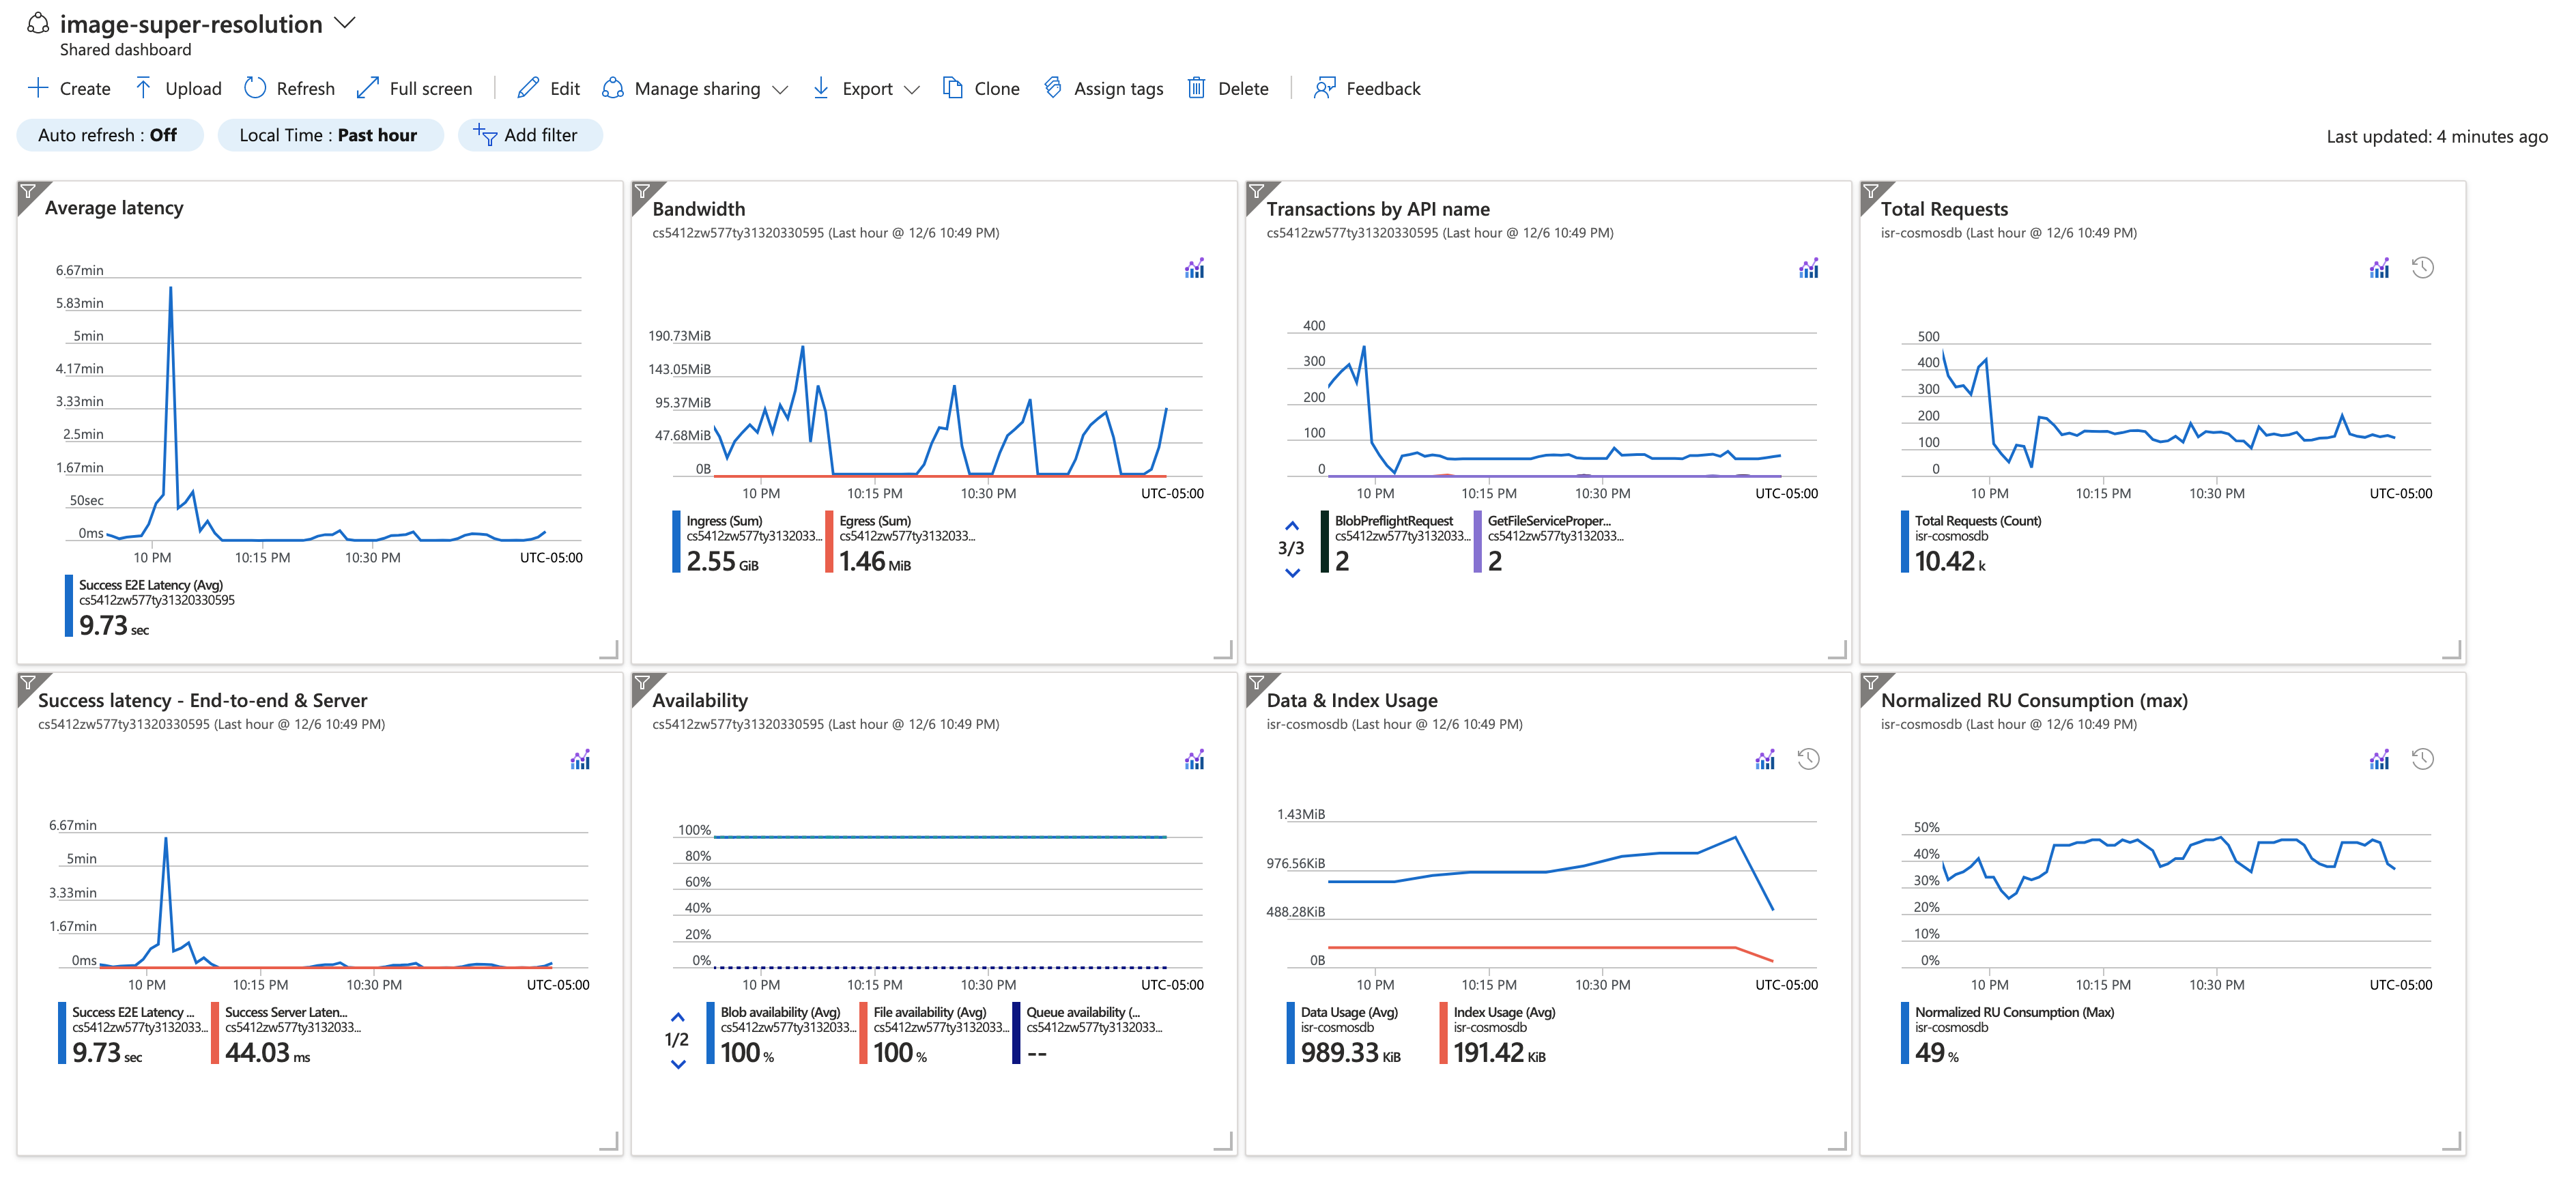 image-super-resolution
Shared dashboard
Create Upload Refresh Full screen Edit Manage sharing Export Clone Assign tags Delete Feedback
Auto refresh : Off Local Time : Past hour Add filter Last updated: 4 minutes ago
Average latency
6.67min
5.83min
5min
4.17min
3.33min
2.5min
1.67min
50sec
0ms
10 PM 10:15 PM 10:30 PM UTC-05:00
Success E2E Latency (Avg)
cs5412zw577ty31320330595
9.73 sec
Bandwidth
cs5412zw577ty31320330595 (Last hour @ 12/6 10:49 PM)
190.73MiB
143.05MiB
95.37MiB
47.68MiB
0B
10 PM 10:15 PM 10:30 PM UTC-05:00
Ingress (Sum)
cs5412zw577ty3132033...
2.55 GiB
Egress (Sum)
cs5412zw577ty3132033...
1.46 MiB
Transactions by API name
cs5412zw577ty31320330595 (Last hour @ 12/6 10:49 PM)
400
300
200
100
0
10 PM 10:15 PM 10:30 PM UTC-05:00
3/3
BlobPreflightRequest
cs5412zw577ty3132033...
2
GetFileServiceProper...
cs5412zw577ty3132033...
2
Total Requests
isr-cosmosdb (Last hour @ 12/6 10:49 PM)
500
400
300
200
100
0
10 PM 10:15 PM 10:30 PM UTC-05:00
Total Requests (Count)
isr-cosmosdb
10.42 k
Success latency - End-to-end & Server
cs5412zw577ty31320330595 (Last hour @ 12/6 10:49 PM)
6.67min
5min
3.33min
1.67min
0ms
10 PM 10:15 PM 10:30 PM UTC-05:00
Success E2E Latency ...
cs5412zw577ty3132033...
9.73 sec
Success Server Laten...
cs5412zw577ty3132033...
44.03 ms
Availability
cs5412zw577ty31320330595 (Last hour @ 12/6 10:49 PM)
100%
80%
60%
40%
20%
0%
10 PM 10:15 PM 10:30 PM UTC-05:00
1/2
Blob availability (Avg)
cs5412zw577ty3132033...
100 %
File availability (Avg)
cs5412zw577ty3132033...
100 %
Queue availability (...
cs5412zw577ty3132033...
--
Data & Index Usage
isr-cosmosdb (Last hour @ 12/6 10:49 PM)
1.43MiB
976.56KiB
488.28KiB
0B
10 PM 10:15 PM 10:30 PM UTC-05:00
Data Usage (Avg)
isr-cosmosdb
989.33 KiB
Index Usage (Avg)
isr-cosmosdb
191.42 KiB
Normalized RU Consumption (max)
isr-cosmosdb (Last hour @ 12/6 10:49 PM)
50%
40%
30%
20%
10%
0%
10 PM 10:15 PM 10:30 PM UTC-05:00
Normalized RU Consumption (Max)
isr-cosmosdb
49 %